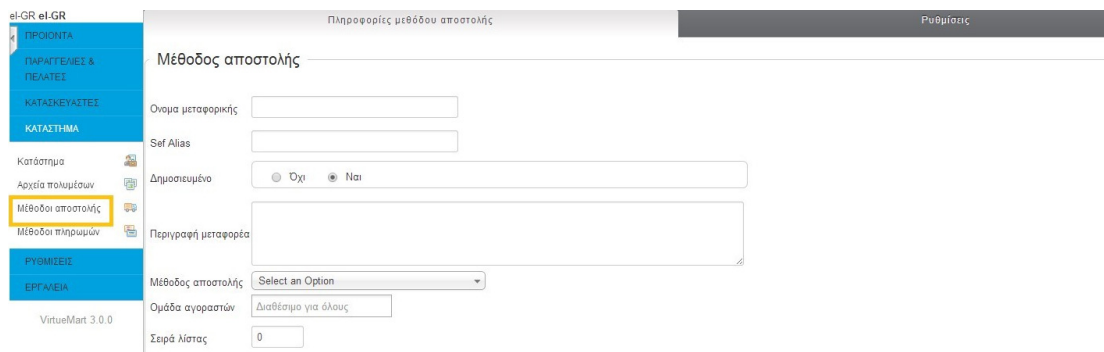 el-GR el-GR
Πληροφορίες μεθόδου αποστολής
Ρυθμίσεις
ΠΡΟΙΟΝΤΑ
ΠΑΡΑΓΓΕΛΙΕΣ &
ΠΕΛΑΤΕΣ
ΚΑΤΑΣΚΕΥΑΣΤΕΣ
ΚΑΤΑΣΤΗΜΑ
Κατάστημα
Αρχεία πολυμέσων
Μέθοδοι αποστολής
Μέθοδοι πληρωμών
ΡΥΘΜΙΣΕΙΣ
ΕΡΓΑΛΕΙΑ
VirtueMart 3.0.0
Μέθοδος αποστολής
Ονομα μεταφορικής
Sef Alias
Δημοσιευμένο Όχι Ναι
Περιγραφή μεταφορέα
Μέθοδος αποστολής Select an Option
Ομάδα αγοραστών Διαθέσιμο για όλους
Σειρά λίστας 0